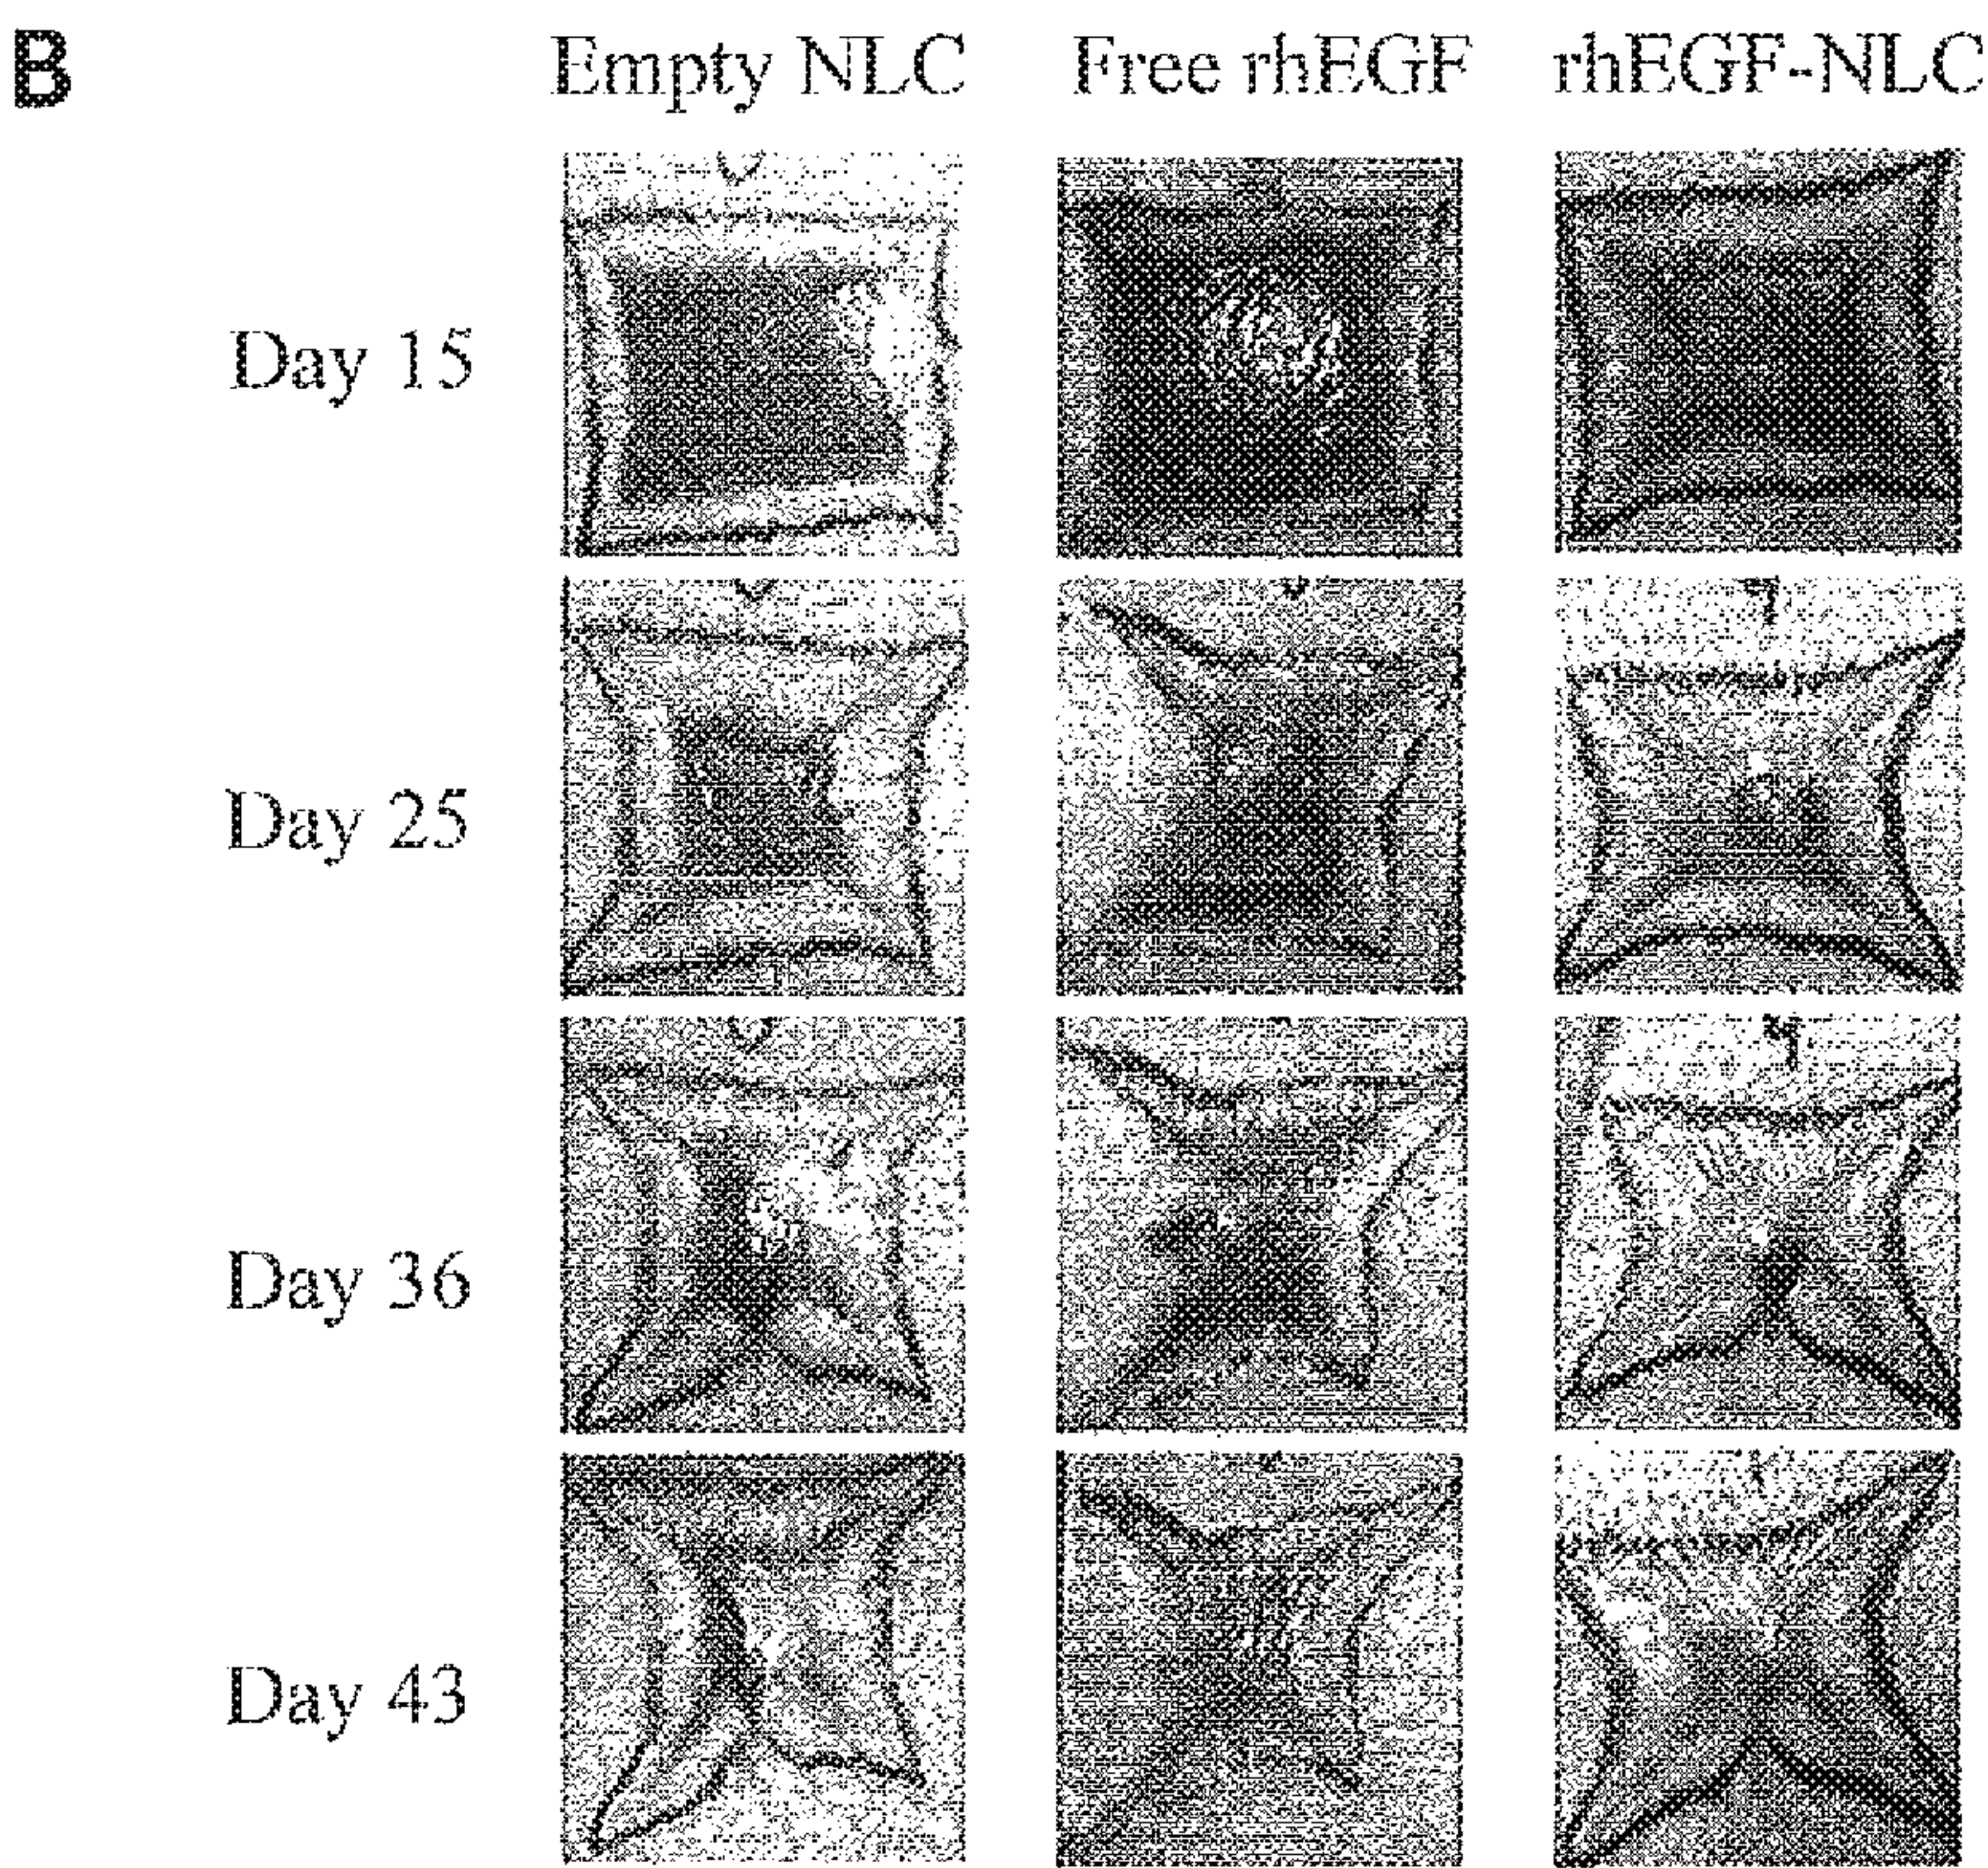 B
Empty NLC Free rhEGF rhEGF-NLC
Day 15
Day 25
Day 36
Day 43